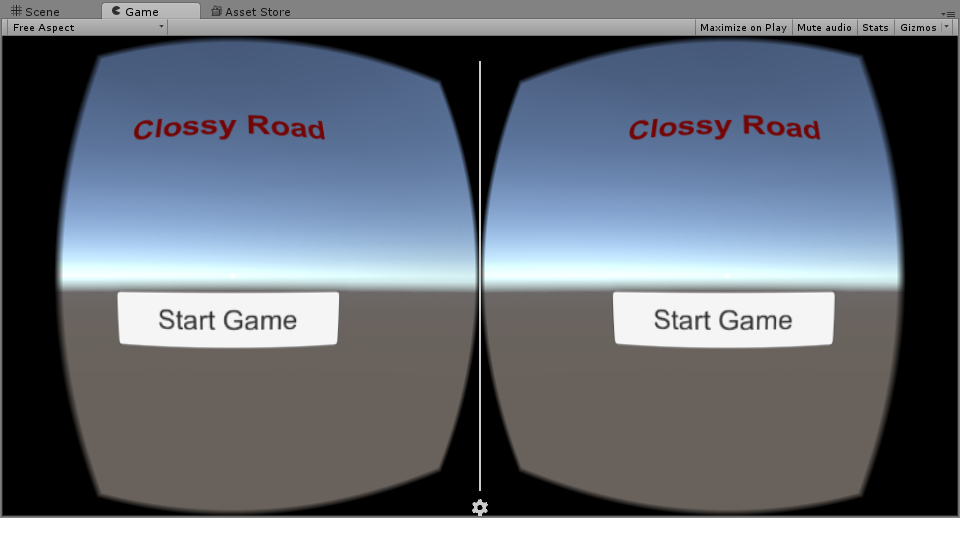 Scene Game Asset Store
Free Aspect Maximize on Play Mute audio Stats Gizmos
Clossy Road Clossy Road
Start Game Start Game